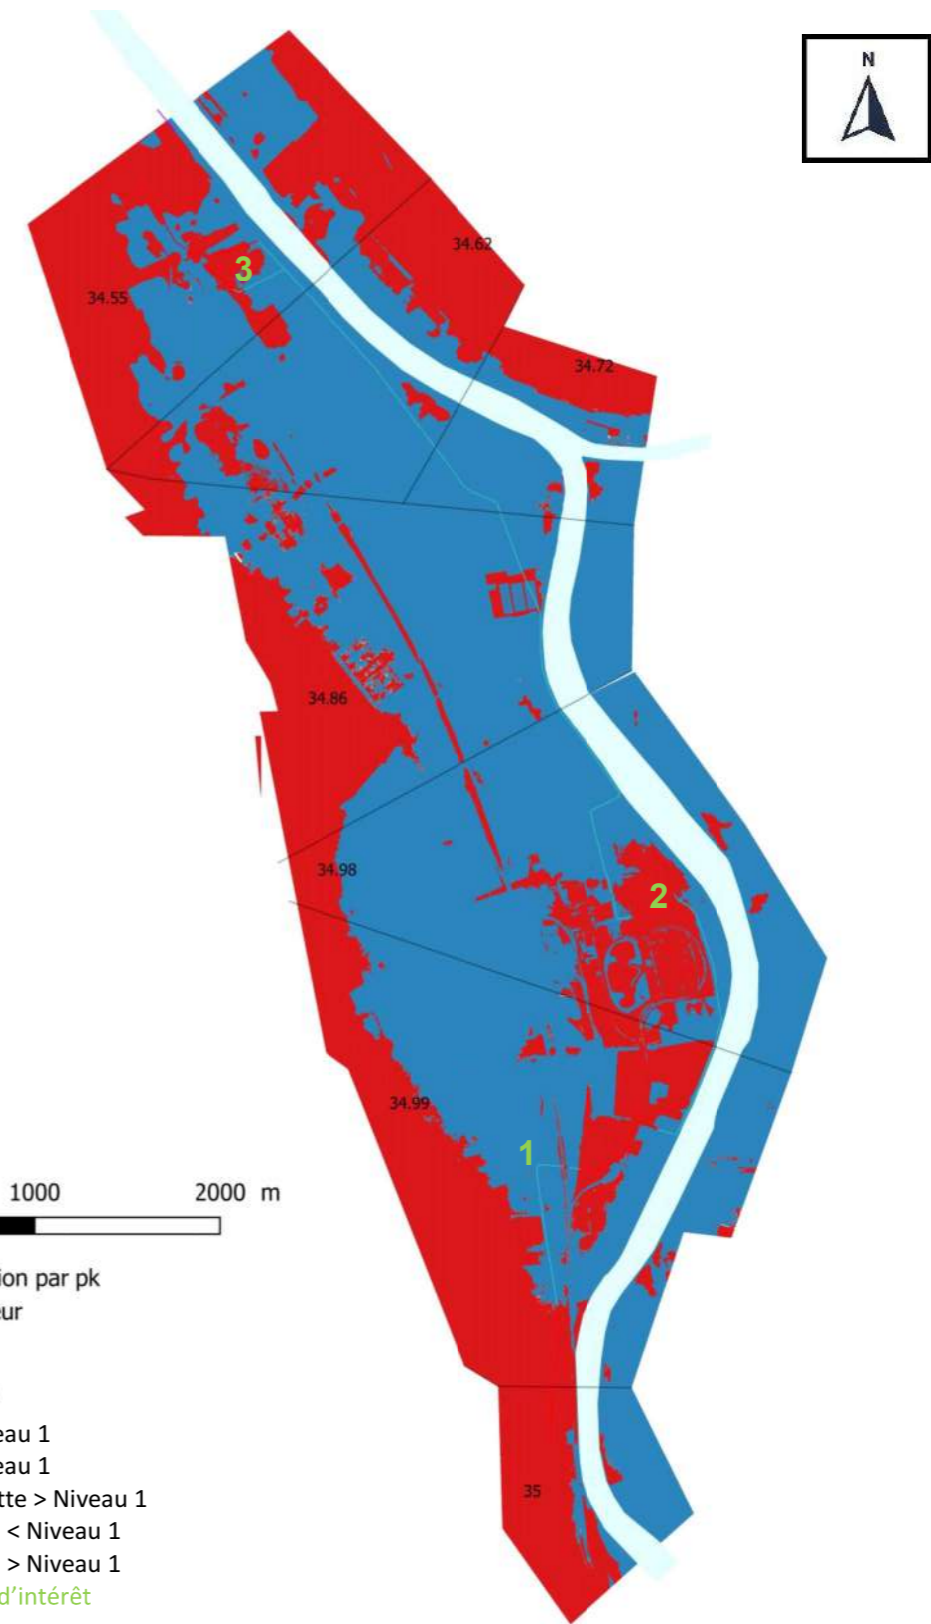 N
34.62
3
34.55
34.72
34.86
34.98
2
34.99
1
1000 2000 m
ion par pk
eur
eau 1
eau 1
tte > Niveau 1
< Niveau 1
35
> Niveau 1
d'intérêt